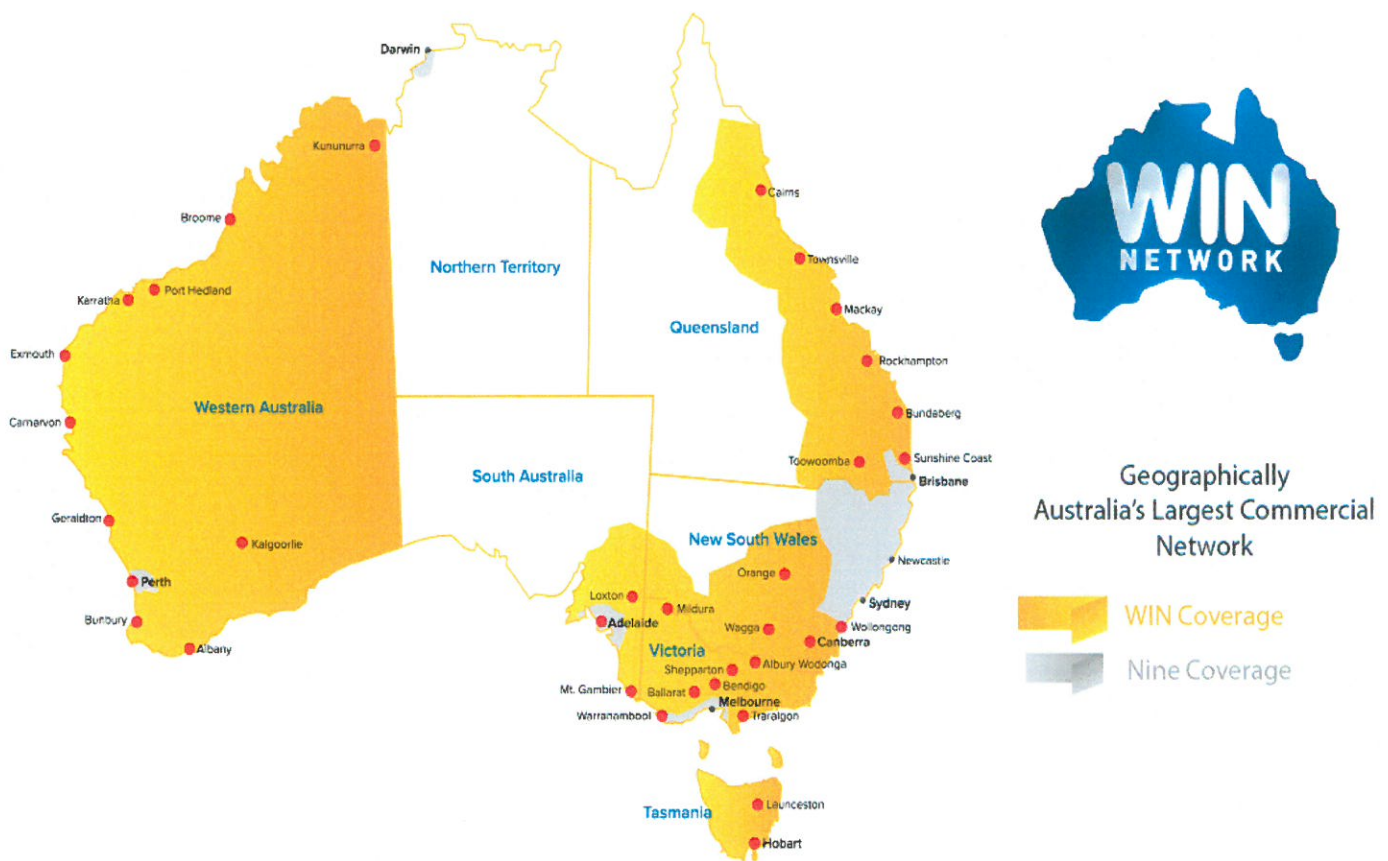 Darwin
Kununurra
Cairns
Broome
Northern Territory
Townsville
Port Hedland
Karratha
Mackay
Queensland
Exmouth
Rockhampton
Western Australia
Carnarvon
Bundaberg
Toowoomba
Sunshine Coast
South Australia
Brisbane
Geraldton
Kalgoorlie
New South Wales
Newcastle
Orange
Perth
Loxton
Mildura
Sydney
Bunbury
Adelaide
Wagga
Wollongong
Canberra
Albany
Victoria
Albury Wodonga
Shepparton
Bendigo
Mt. Gambier
Ballarat
Melbourne
Warranambool
Traralgon
Tasmania
Launceston
Hobart
WIN
NETWORK
Geographically
Australia's Largest Commercial
Network
WIN Coverage
Nine Coverage